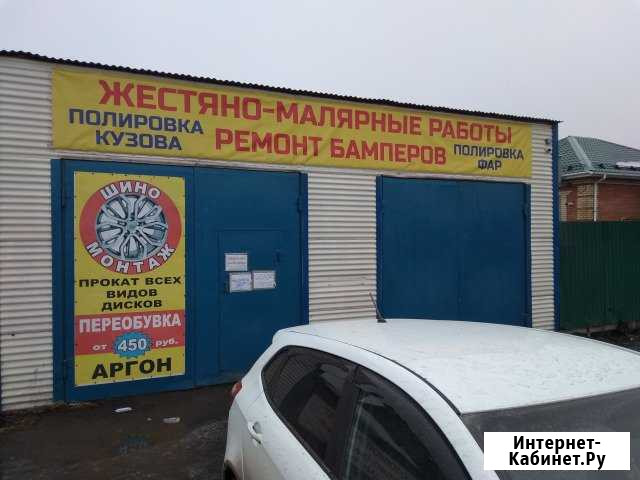 ЖЕСТЯНО-МАЛЯРНЫЕ РАБОТЫ
ПОЛИРОВКА
КУЗОВА
РЕМОНТ БАМПЕРОВ
ПОЛИРОВКА
ФАР
ШИНО
МОНТАЖ
ПРОКАТ ВСЕХ
ВИДОВ
ДИСКОВ
ПЕРЕОБУВКА
от 450 руб.
АРГОН
Интернет-
Кабинет.Ру